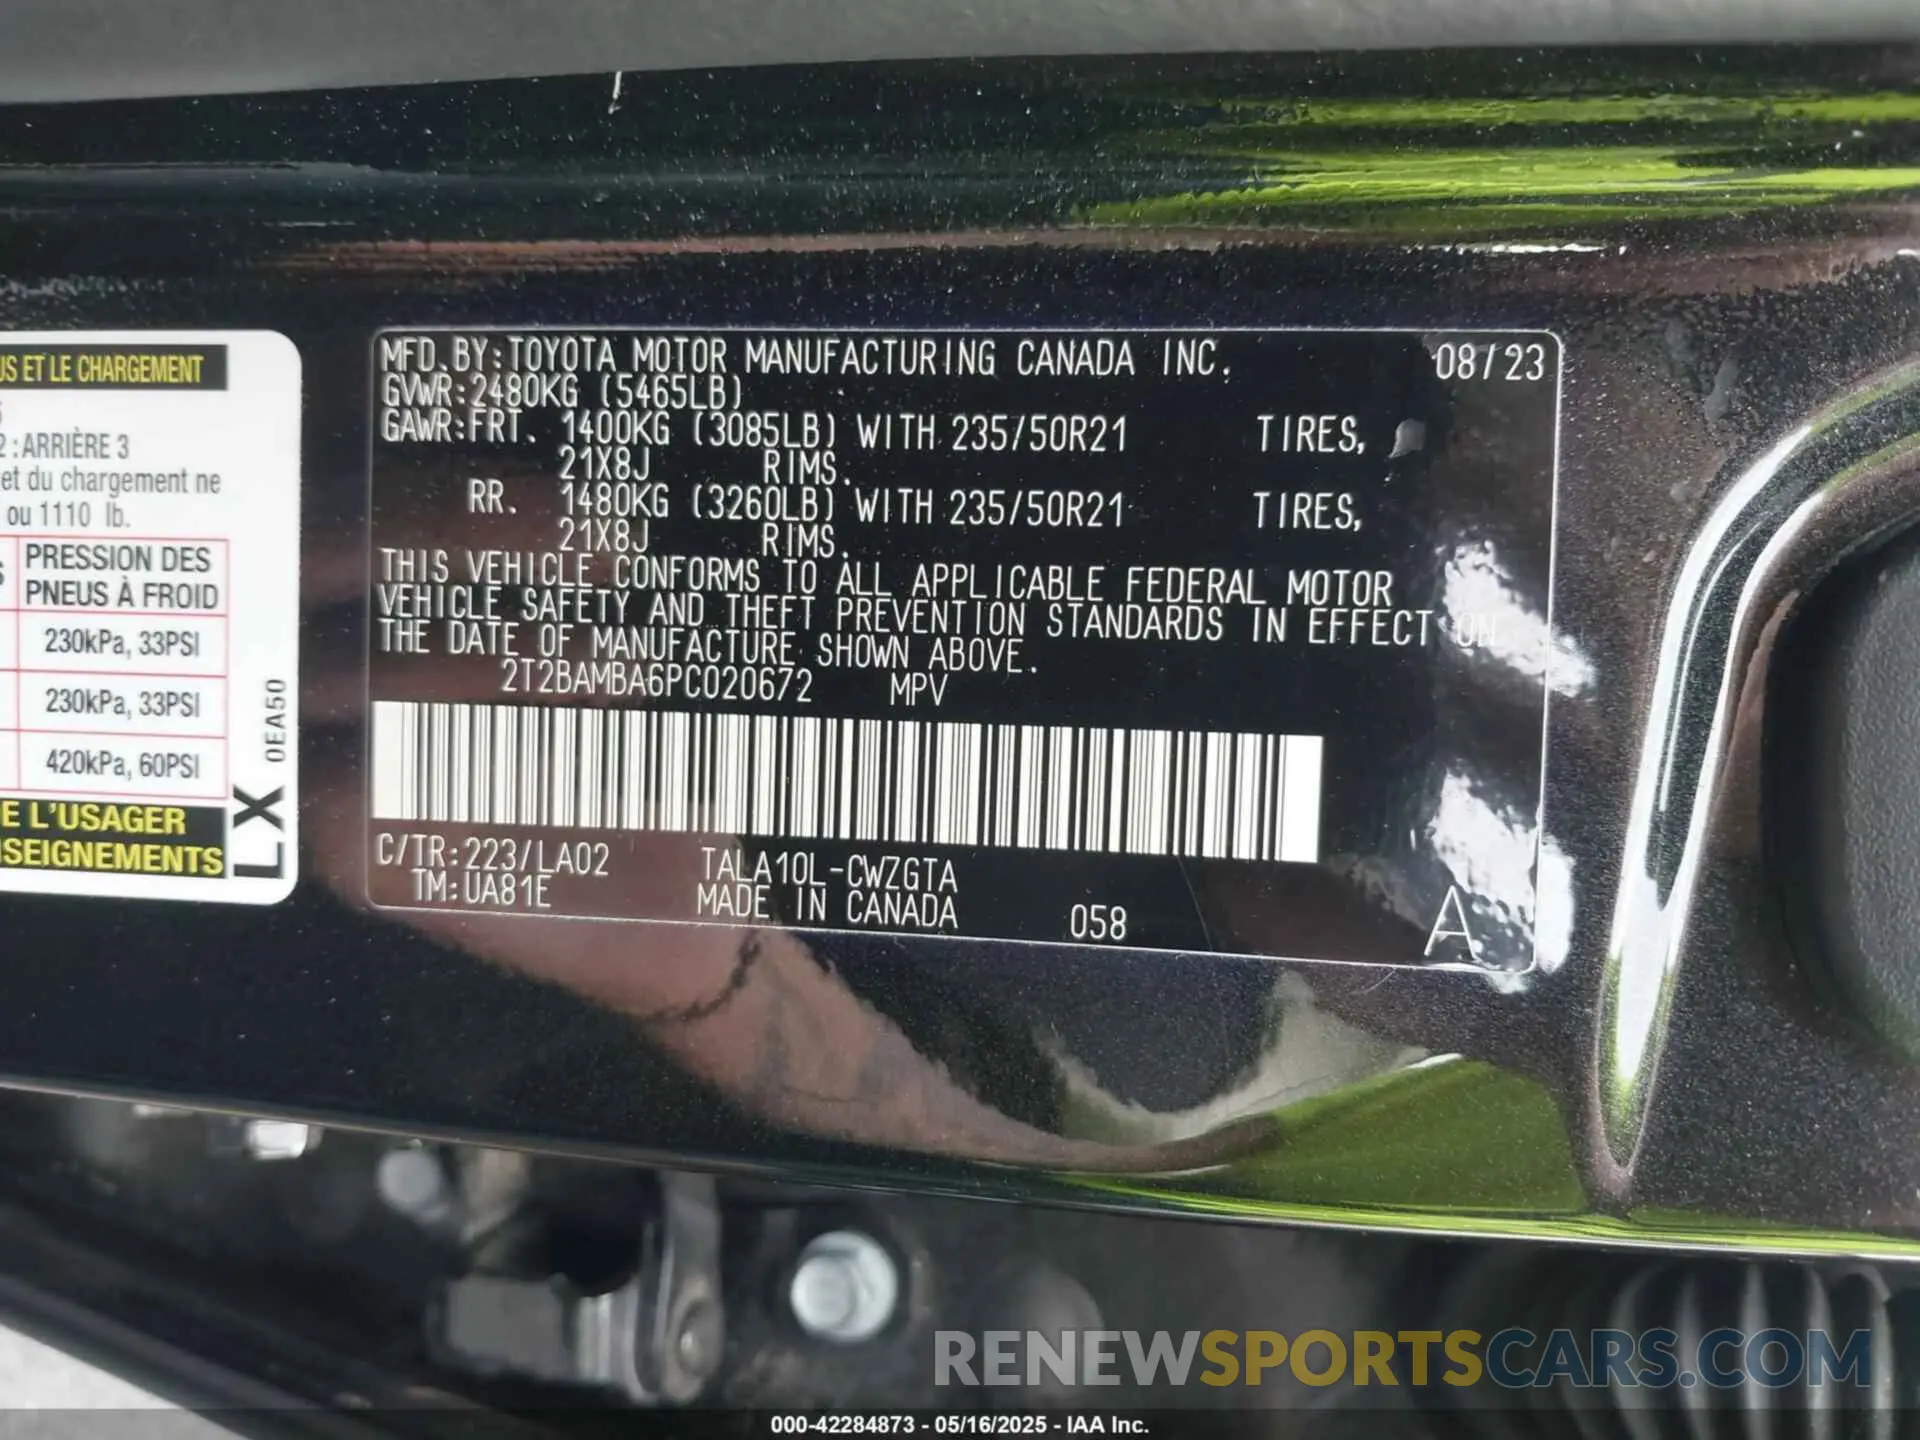 US ET LE CHARGEMENT
2 : ARRIÈRE 3
et du chargement ne
ou 1110 lb.
PRESSION DES
PNEUS À FROID
230kPa, 33PSI
230kPa, 33PSI
420kPa, 60PSI
E L'USAGER
SEIGNEMENTS
LX 0EA50
MFD.BY:TOYOTA MOTOR MANUFACTURING CANADA INC. 08/23
GVWR:2480KG (5465LB)
GAWR:FRT. 1400KG (3085LB) WITH 235/50R21 TIRES,
21X8J RIMS.
RR. 1480KG (3260LB) WITH 235/50R21 TIRES,
21X8J RIMS.
THIS VEHICLE CONFORMS TO ALL APPLICABLE FEDERAL MOTOR
VEHICLE SAFETY AND THEFT PREVENTION STANDARDS IN EFFECT ON
THE DATE OF MANUFACTURE SHOWN ABOVE.
2T2BAMBA6PC020672 MPV
C/TR:223/LA02 TALA10L-CWZGTA
TM:UA81E MADE IN CANADA 058 A
RENEWSPORTSCARS.COM
000-42284873 - 05/16/2025 - IAA Inc.